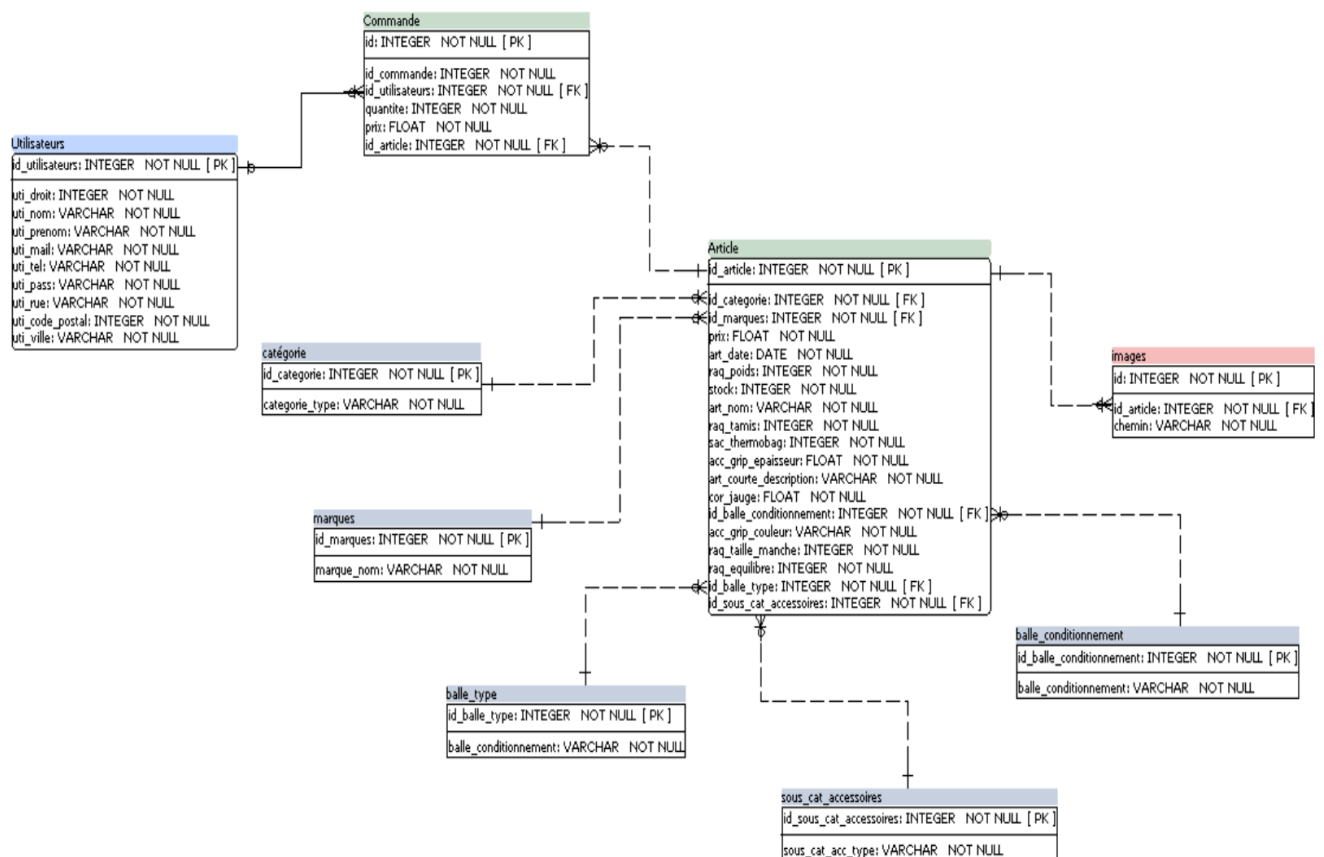 Commande
id: INTEGER NOT NULL [ PK ]
id_commande: INTEGER NOT NULL
id_utilisateurs: INTEGER NOT NULL [ FK ]
quantite: INTEGER NOT NULL
prix: FLOAT NOT NULL
id_article: INTEGER NOT NULL [ FK ]
Utilisateurs
id_utilisateurs: INTEGER NOT NULL [ PK ]
uti_droit: INTEGER NOT NULL
uti_nom: VARCHAR NOT NULL
uti_prenom: VARCHAR NOT NULL
uti_mail: VARCHAR NOT NULL
uti_tel: VARCHAR NOT NULL
uti_pass: VARCHAR NOT NULL
uti_rue: VARCHAR NOT NULL
uti_code_postal: INTEGER NOT NULL
uti_ville: VARCHAR NOT NULL
Article
id_article: INTEGER NOT NULL [ PK ]
id_categorie: INTEGER NOT NULL [ FK ]
id_marques: INTEGER NOT NULL [ FK ]
prix: FLOAT NOT NULL
art_date: DATE NOT NULL
raq_poids: INTEGER NOT NULL
stock: INTEGER NOT NULL
art_nom: VARCHAR NOT NULL
raq_tamis: INTEGER NOT NULL
sac_thermobag: INTEGER NOT NULL
acc_grip_epaisseur: FLOAT NOT NULL
art_courte_description: VARCHAR NOT NULL
cor_jauge: FLOAT NOT NULL
id_balle_conditionnement: INTEGER NOT NULL [ FK ]
acc_grip_couleur: VARCHAR NOT NULL
raq_taille_manche: INTEGER NOT NULL
raq_equilibre: INTEGER NOT NULL
id_balle_type: INTEGER NOT NULL [ FK ]
id_sous_cat_accessoires: INTEGER NOT NULL [ FK ]
catégorie
id_categorie: INTEGER NOT NULL [ PK ]
categorie_type: VARCHAR NOT NULL
images
id: INTEGER NOT NULL [ PK ]
id_article: INTEGER NOT NULL [ FK ]
chemin: VARCHAR NOT NULL
marques
id_marques: INTEGER NOT NULL [ PK ]
marque_nom: VARCHAR NOT NULL
balle_conditionnement
id_balle_conditionnement: INTEGER NOT NULL [ PK ]
balle_conditionnement: VARCHAR NOT NULL
balle_type
id_balle_type: INTEGER NOT NULL [ PK ]
balle_conditionnement: VARCHAR NOT NULL
sous_cat_accessoires
id_sous_cat_accessoires: INTEGER NOT NULL [ PK ]
sous_cat_acc_type: VARCHAR NOT NULL